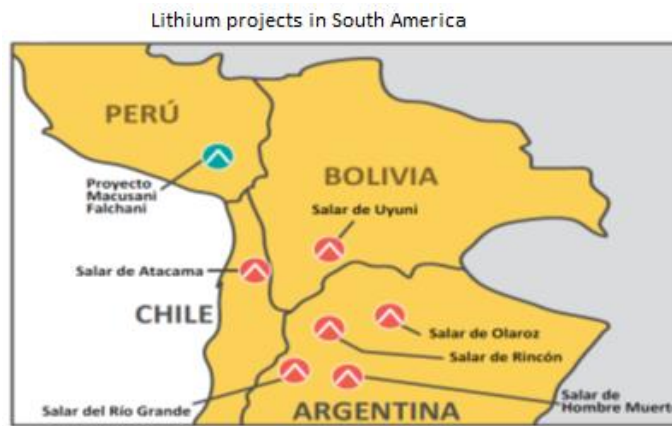 Lithium projects in South America
PERÚ
Proyecto
Macusani
Falchani
BOLIVIA
Salar de Uyuni
Salar de Atacama
CHILE
Salar de Olaroz
Salar de Rincón
Salar del Río Grande
Salar de
Hombre Muerto
ARGENTINA